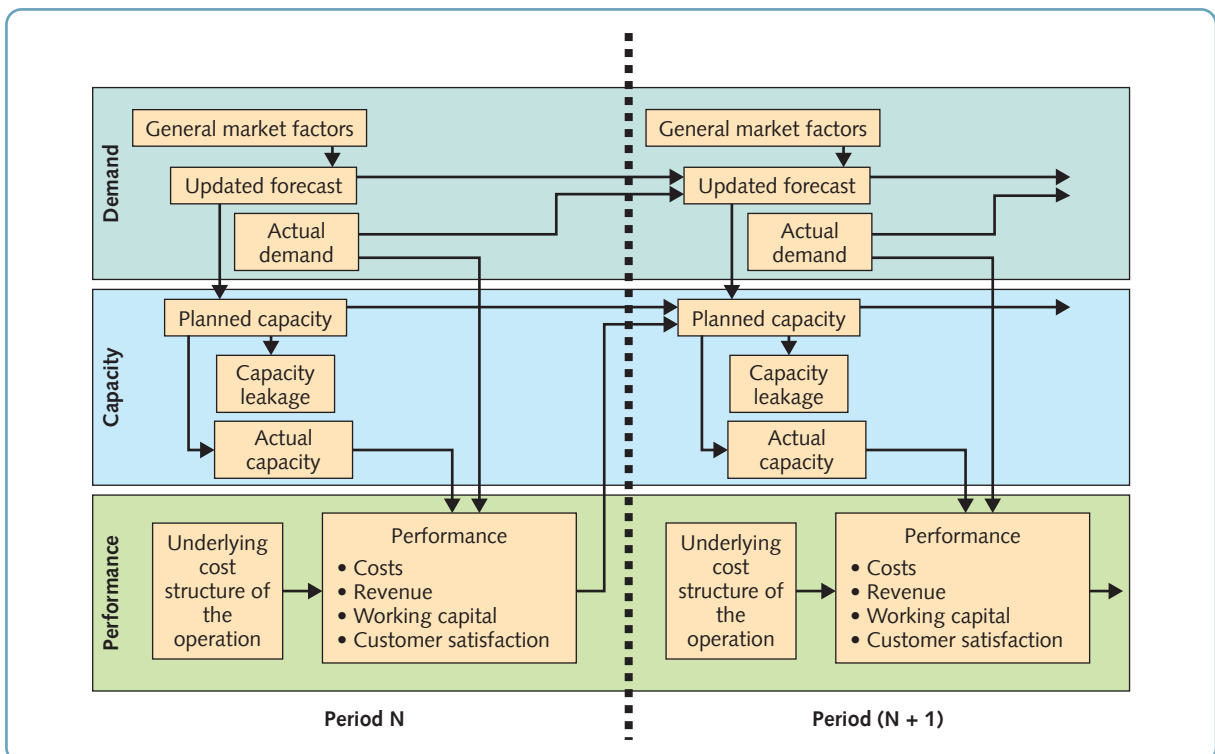 Demand
General market factors
Updated forecast
Actual
demand
General market factors
Updated forecast
Actual
demand
Capacity
Planned capacity
Capacity
leakage
Actual
capacity
Planned capacity
Capacity
leakage
Actual
capacity
Performance
Underlying
cost
structure of
the
operation
Performance
• Costs
• Revenue
• Working capital
• Customer satisfaction
Underlying
cost
structure of
the
operation
Performance
• Costs
• Revenue
• Working capital
• Customer satisfaction
Period N
Period (N + 1)